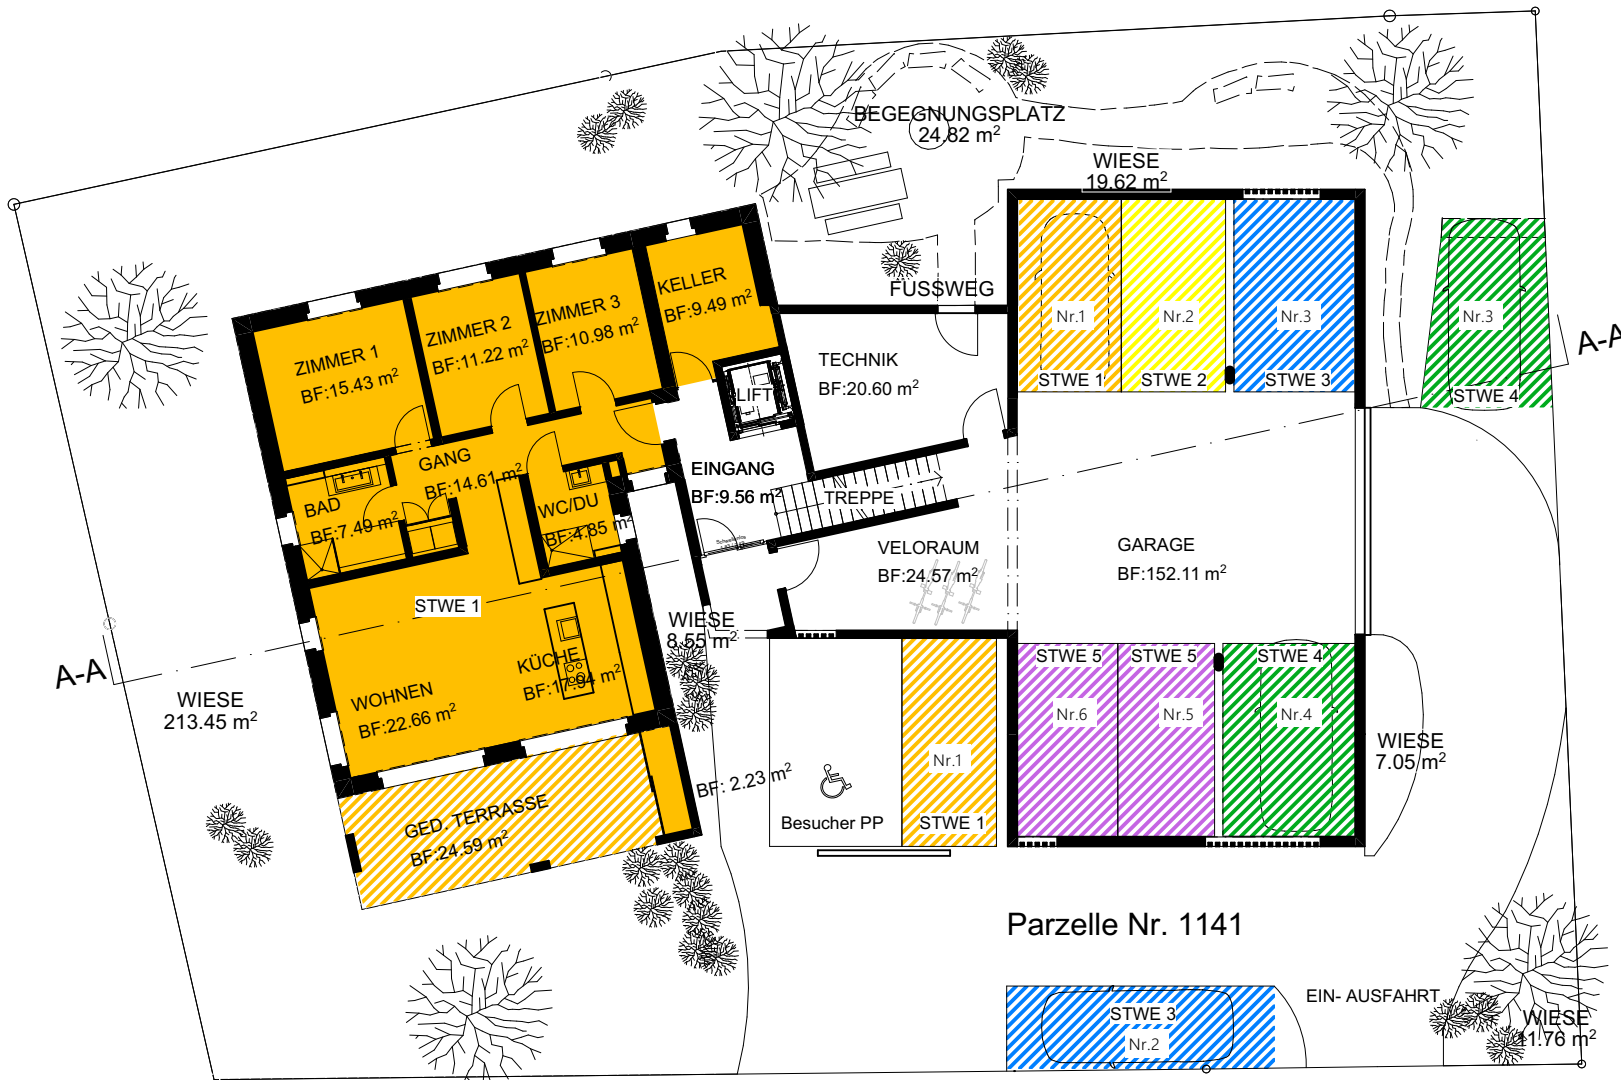 BEGEGNUNGSPLATZ
24.82 m²
WIESE
19.62 m²
FUSSWEG
KELLER
BF:9.49 m²
ZIMMER 3
BF:10.98 m²
ZIMMER 2
BF:11.22 m²
ZIMMER 1
BF:15.43 m²
LIFT
TECHNIK
BF:20.60 m²
Nr.1
STWE 1
Nr.2
STWE 2
Nr.3
STWE 3
Nr.3
STWE 4
A-A
GANG
BF:14.61 m²
EINGANG
BF:9.56 m²
TREPPE
BAD
BF:7.49 m²
WC/DU
BF:4.85 m²
VELORAUM
BF:24.57 m²
GARAGE
BF:152.11 m²
STWE 1
WIESE
8.55 m²
A-A
WIESE
213.45 m²
WOHNEN
BF:22.66 m²
KÜCHE
BF:17.94 m²
STWE 5
Nr.6
STWE 5
Nr.5
STWE 4
Nr.4
WIESE
7.05 m²
BF: 2.23 m²
GED. TERRASSE
BF:24.59 m²
Besucher PP
Nr.1
STWE 1
Parzelle Nr. 1141
EIN- AUSFAHRT
STWE 3
Nr.2
WIESE
11.76 m²